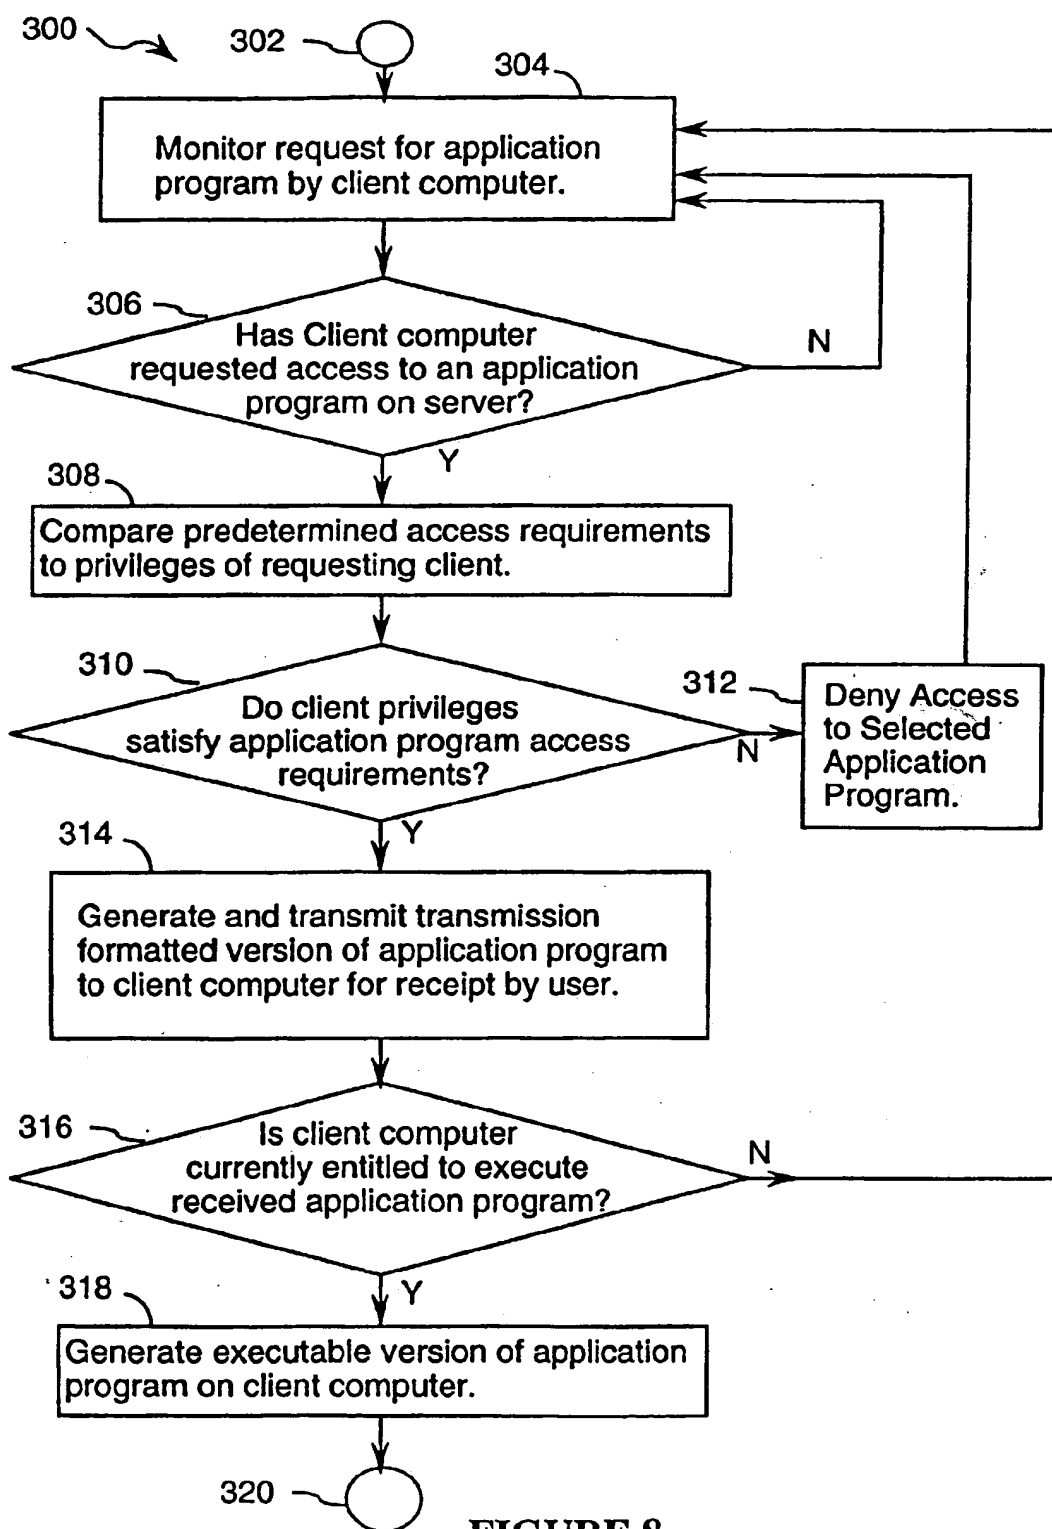 300
302
304
Monitor request for application
program by client computer.
306
Has Client computer
requested access to an application
program on server?
N
Y
308
Compare predetermined access requirements
to privileges of requesting client.
310
Do client privileges
satisfy application program access
requirements?
N
312
Deny Access
to Selected
Application
Program.
Y
314
Generate and transmit transmission
formatted version of application program
to client computer for receipt by user.
316
Is client computer
currently entitled to execute
received application program?
N
Y
318
Generate executable version of application
program on client computer.
320
FIGURE 8